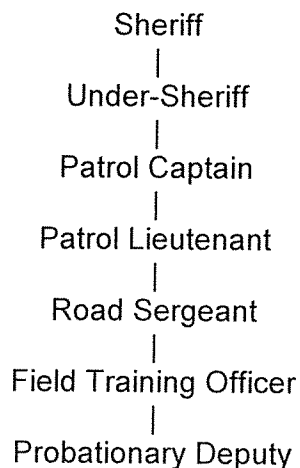 Sheriff
Under-Sheriff
Patrol Captain
Patrol Lieutenant
Road Sergeant
Field Training Officer
Probationary Deputy